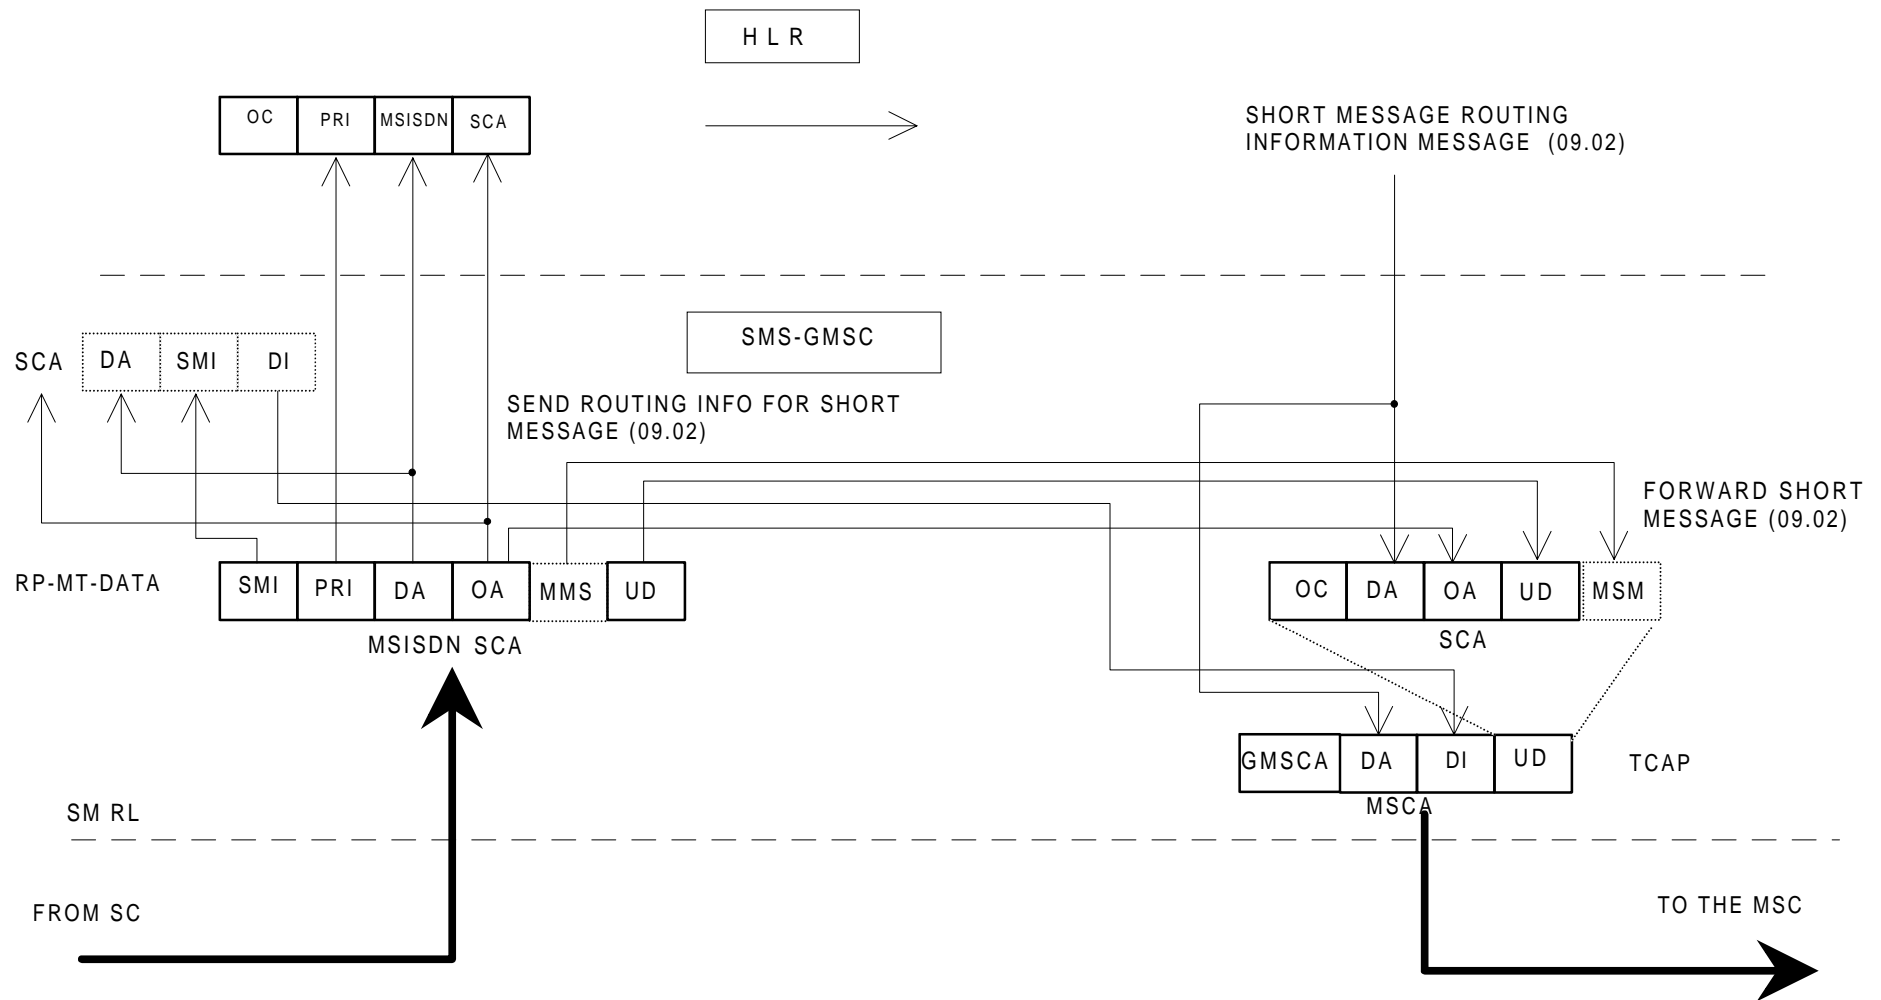 H L R
OC PRI MSISDN SCA
SHORT MESSAGE ROUTING
INFORMATION MESSAGE (09.02)
SMS-GMSC
SCA DA SMI DI
SEND ROUTING INFO FOR SHORT
MESSAGE (09.02)
FORWARD SHORT
MESSAGE (09.02)
RP-MT-DATA SMI PRI DA OA MMS UD
MSISDN SCA
OC DA OA UD MSM
SCA
GMSCA DA DI UD TCAP
MSCA
SM RL
FROM SC
TO THE MSC